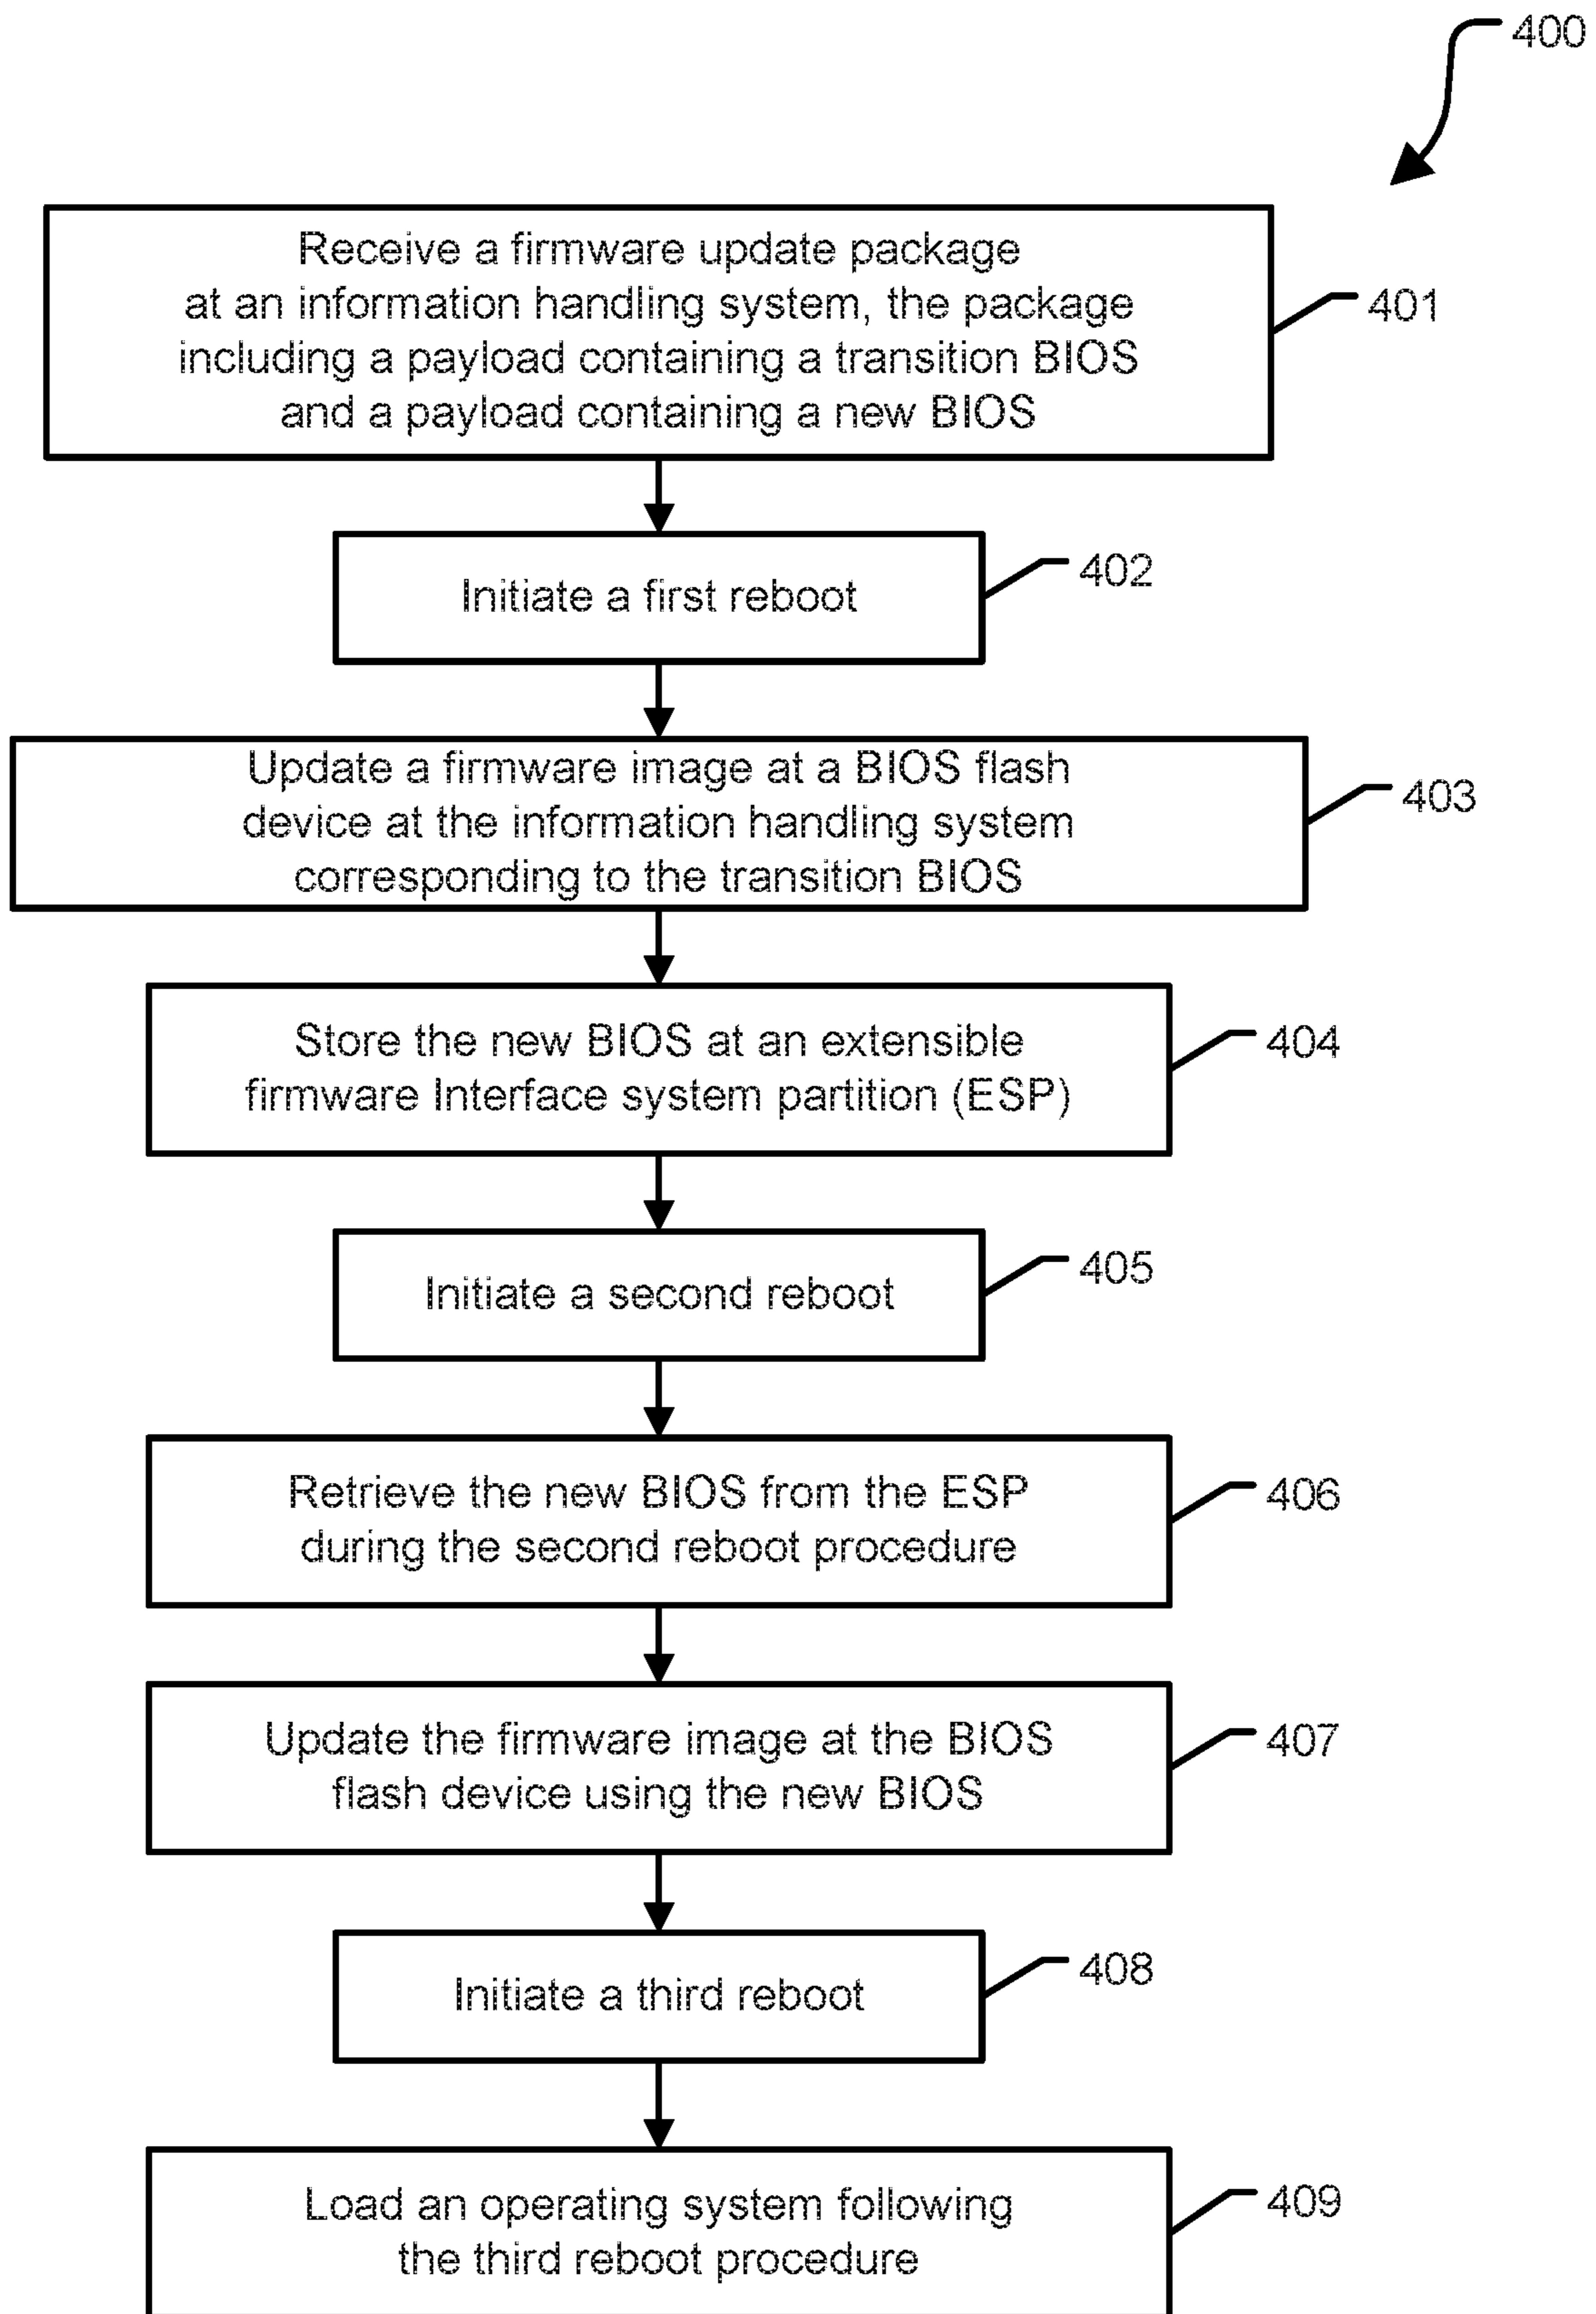 400
Receive a firmware update package
at an information handling system, the package
including a payload containing a transition BIOS
and a payload containing a new BIOS
401
Initiate a first reboot
402
Update a firmware image at a BIOS flash
device at the information handling system
corresponding to the transition BIOS
403
Store the new BIOS at an extensible
firmware Interface system partition (ESP)
404
Initiate a second reboot
405
Retrieve the new BIOS from the ESP
during the second reboot procedure
406
Update the firmware image at the BIOS
flash device using the new BIOS
407
Initiate a third reboot
408
Load an operating system following
the third reboot procedure
409